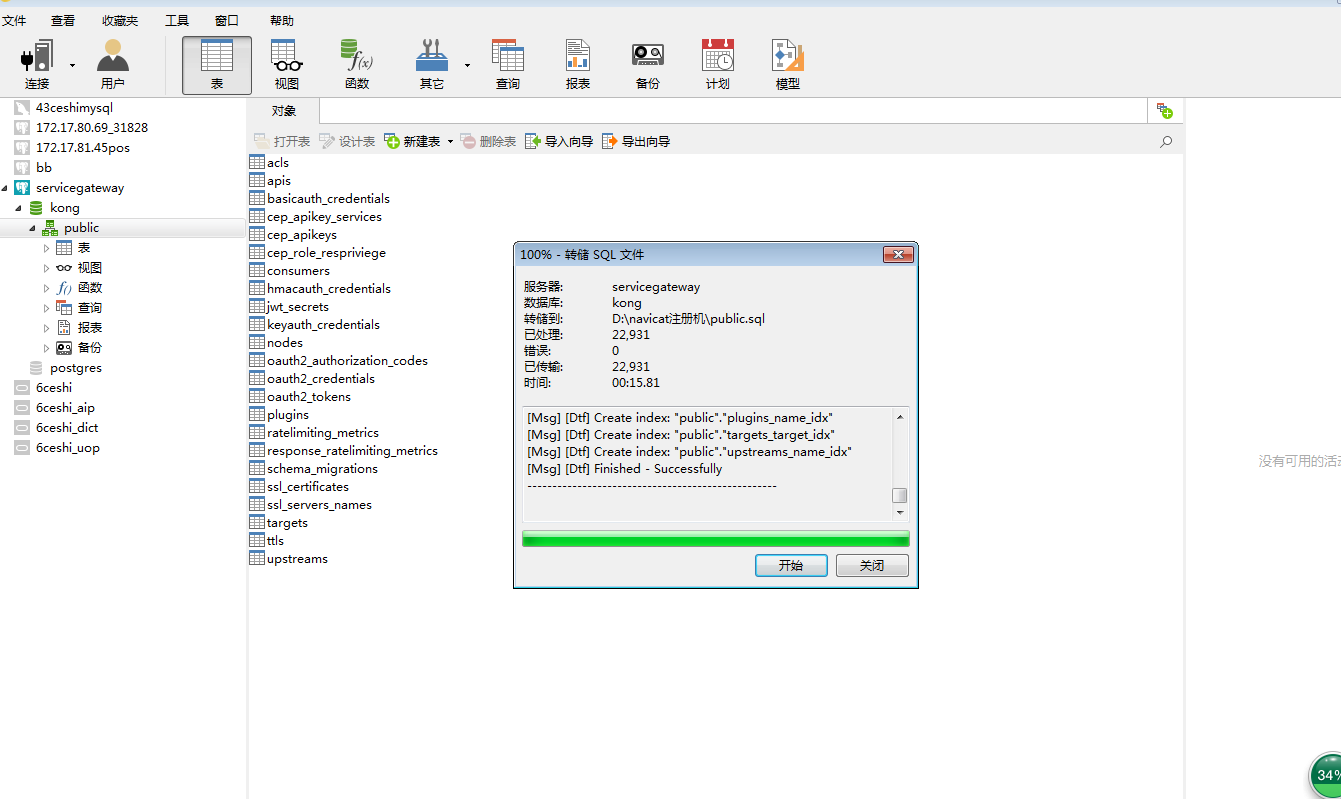 文件 查看 收藏夹 工具 窗口 帮助
连接 用户 表 视图 函数 其它 查询 报表 备份 计划 模型
43ceshimysql
172.17.80.69_31828
172.17.81.45pos
bb
servicegateway
kong
public
表
视图
函数
查询
报表
备份
postgres
6ceshi
6ceshi_aip
6ceshi_dict
6ceshi_uop
对象
打开表 设计表 新建表 删除表 导入向导 导出向导
acls
apis
basicauth_credentials
cep_apikey_services
cep_apikeys
cep_role_respriviege
consumers
hmacauth_credentials
jwt_secrets
keyauth_credentials
nodes
oauth2_authorization_codes
oauth2_credentials
oauth2_tokens
plugins
ratelimiting_metrics
response_ratelimiting_metrics
schema_migrations
ssl_certificates
ssl_servers_names
targets
ttls
upstreams
100% - 转储 SQL 文件
服务器: servicegateway
数据库: kong
转储到: D:\navicat注册机\public.sql
已处理: 22,931
错误: 0
已传输: 22,931
时间: 00:15.81
[Msg] [Dtf] Create index: "public"."plugins_name_idx"
[Msg] [Dtf] Create index: "public"."targets_target_idx"
[Msg] [Dtf] Create index: "public"."upstreams_name_idx"
[Msg] [Dtf] Finished - Successfully
--------------------------------------------------
开始 关闭
没有可用的活
34%